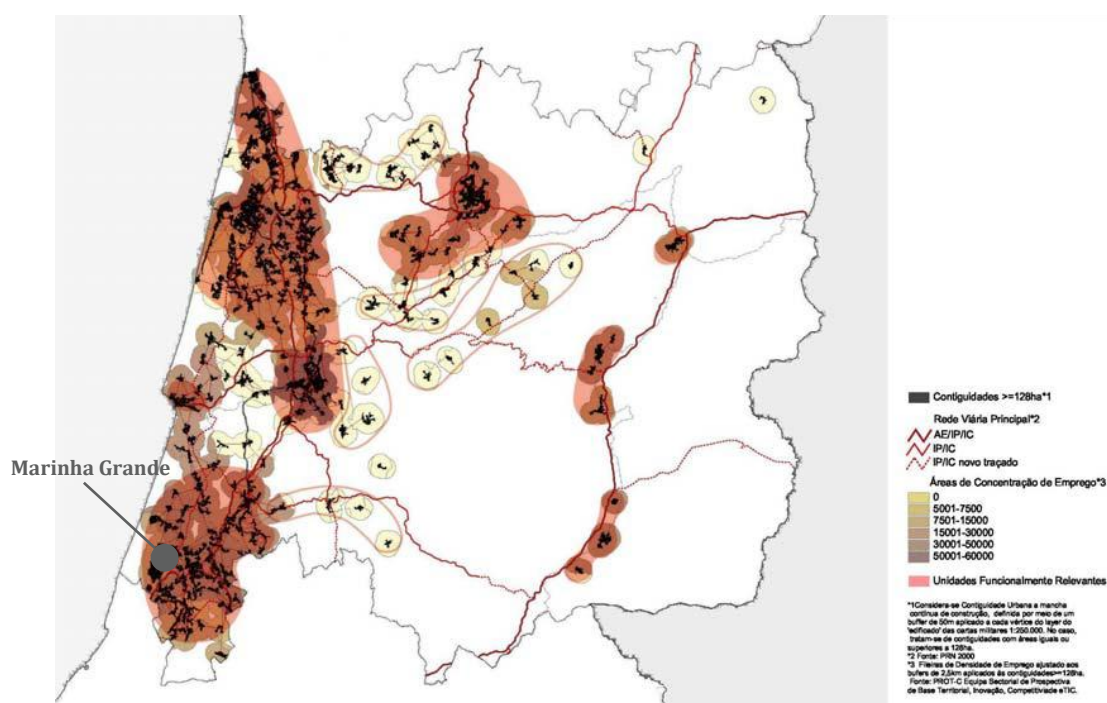 Marinha Grande
Contiguidades >=128ha*1
Rede Viária Principal*2
AE/IP/IC
IP/IC
IP/IC novo traçado
Áreas de Concentração de Emprego*3
0
5001-7500
7501-15000
15001-30000
30001-50000
50001-60000
Unidades Funcionalmente Relevantes
*1Considera-se Contiguidade Urbana a mancha
contínua de construção, definida por meio de um
buffer de 50m aplicado a cada vértice do layer do
'edificado' das cartas militares 1:250.000. No caso,
tratam-se de contiguidades com áreas iguais ou
superiores a 128ha.
*2 Fonte: PRN 2000
*3 Fileiras de Densidade de Emprego ajustado aos
bufers de 2,5km aplicados às contiguidades>=128ha.
Fonte: PROT-C Equipa Sectorial de Prospectiva
de Base Territorial, Inovação, Competitivade eTIC.